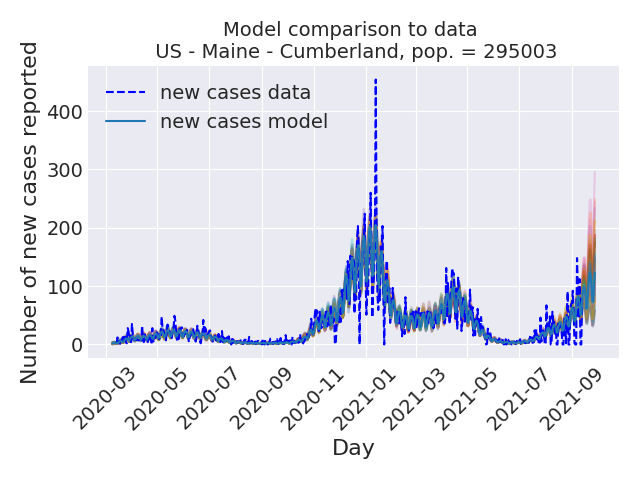 Model comparison to data
US - Maine - Cumberland, pop. = 295003
Number of new cases reported
400
300
200
100
0
new cases data
new cases model
2020-03
2020-05
2020-07
2020-09
2020-11
2021-01
2021-03
2021-05
2021-07
2021-09
Day